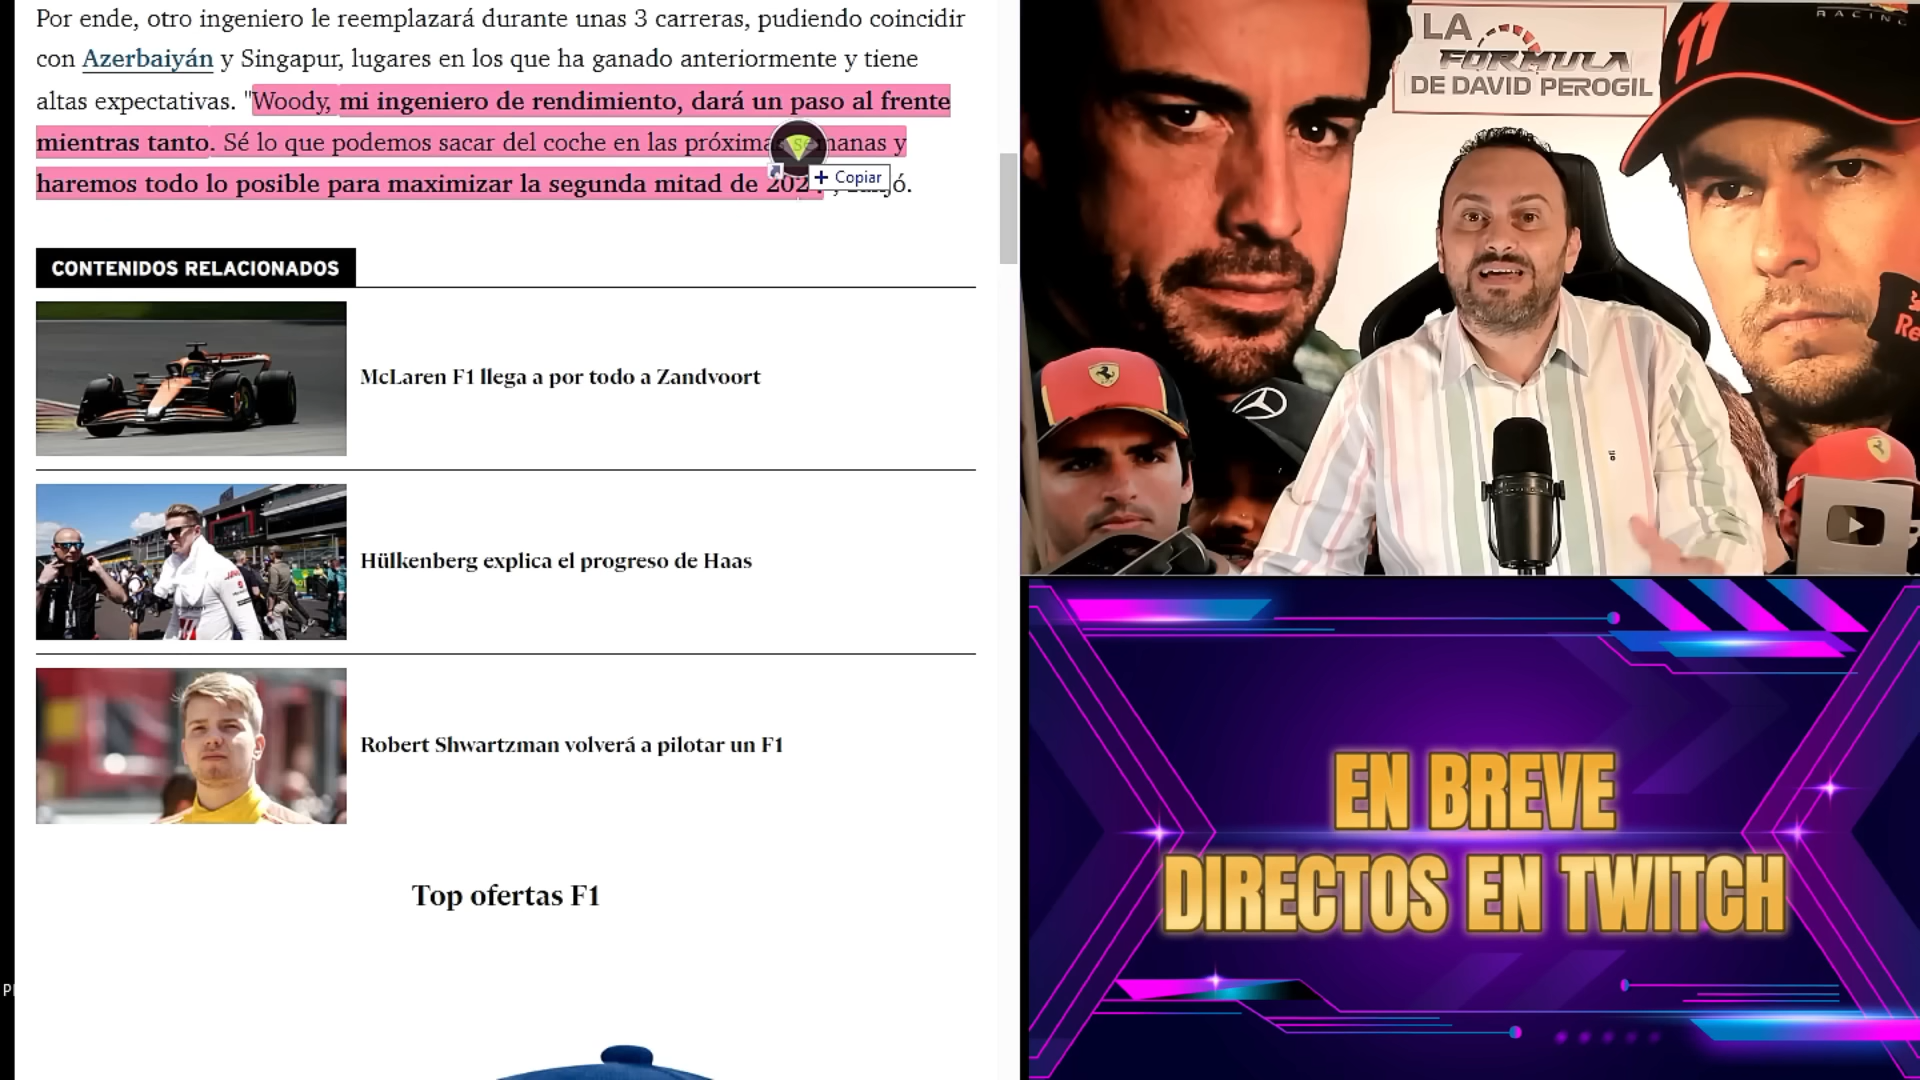 Por ende, otro ingeniero le reemplazará durante unas 3 carreras, pudiendo coincidir
con Azerbaiyán y Singapur, lugares en los que ha ganado anteriormente y tiene
altas expectativas. "Woody, mi ingeniero de rendimiento, dará un paso al frente
mientras tanto. Sé lo que podemos sacar del coche en las próximas semanas y
haremos todo lo posible para maximizar la segunda mitad de
Copiar
CONTENIDOS RELACIONADOS
McLaren F1 llega a por todo a Zandvoort
Hülkenberg explica el progreso de Haas
Robert Shwartzman volverá a pilotar un F1
Top ofertas F1
LA
FÓRMULA
DE DAVID PEROGIL
11
RACING
EN BREVE
DIRECTOS EN TWITCH